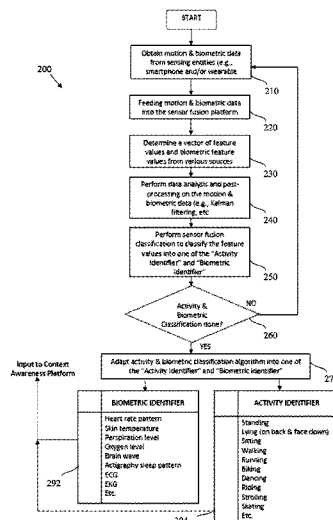 START
200
Obtain motion & biometric data
from sensing entities (e.g.,
smartphone and/or wearable
210
Feeding motion & biometric data
into the sensor fusion platform
220
Determine a vector of feature
values and biometric feature
values from various sources
230
Perform data analysis and post-
processing on the motion &
biometric data (e.g., Kalman
filtering, etc
240
Perform sensor fusion
classification to classify the feature
values into one of the "Activity
Identifier" and "Biometric
Identifier"
250
Activity &
Biometric
Classification done?
NO
260
YES
Input to Context
Awareness Platform
Adapt activity & biometric classification algorithm into one of
the "Activity Identifier" and "Biometric Identifier"
27
BIOMETRIC IDENTIFIER
Heart rate pattern
Skin temperature
Perspiration level
Oxygen level
Brain wave
Actigraphy sleep pattern
ECG
EKG
Etc.
292
ACTIVITY IDENTIFIER
Standing
Lying (on back & face down)
Sitting
Walking
Running
Biking
Dancing
Riding
Strolling
Skating
Etc.